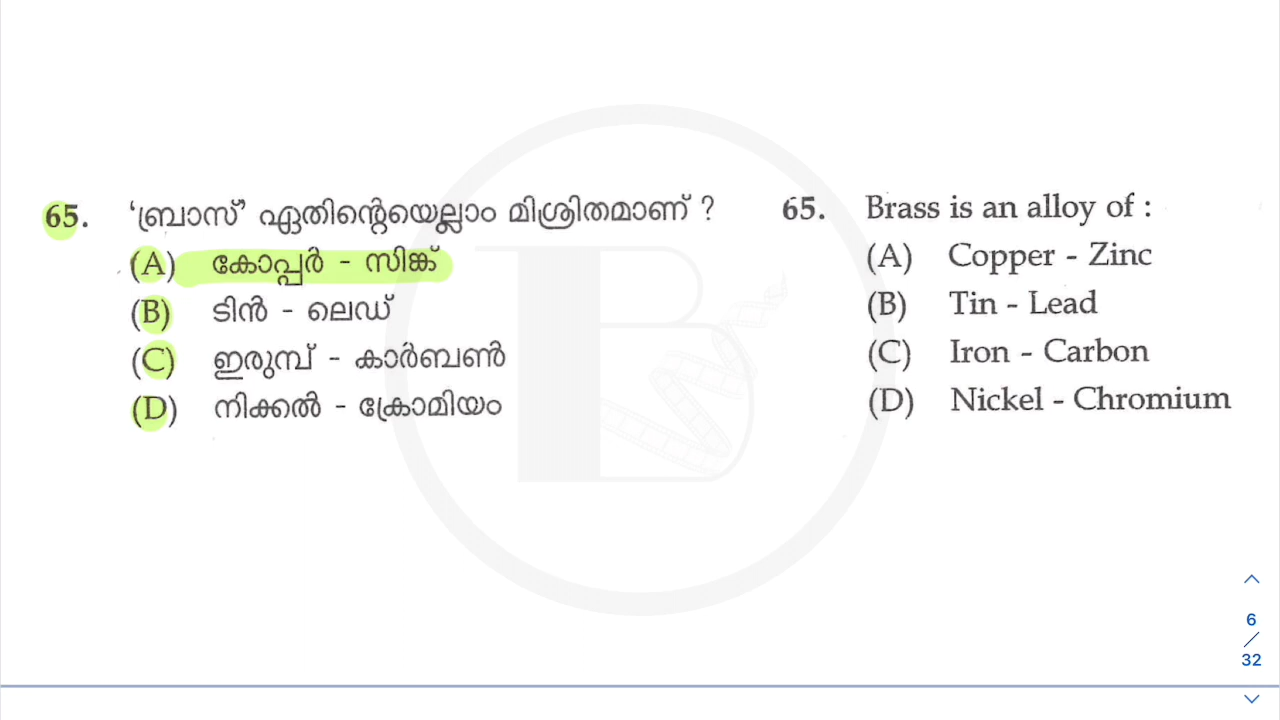 65. 'ബ്രാസ്' ഏതിന്റെയെല്ലാം മിശ്രിതമാണ് ?
(A) കോപ്പർ - സിങ്ക്
(B) ടിൻ - ലെഡ്
(C) ഇരുമ്പ് - കാർബൺ
(D) നിക്കൽ - ക്രോമിയം
65. Brass is an alloy of :
(A) Copper - Zinc
(B) Tin - Lead
(C) Iron - Carbon
(D) Nickel - Chromium
6
/
32